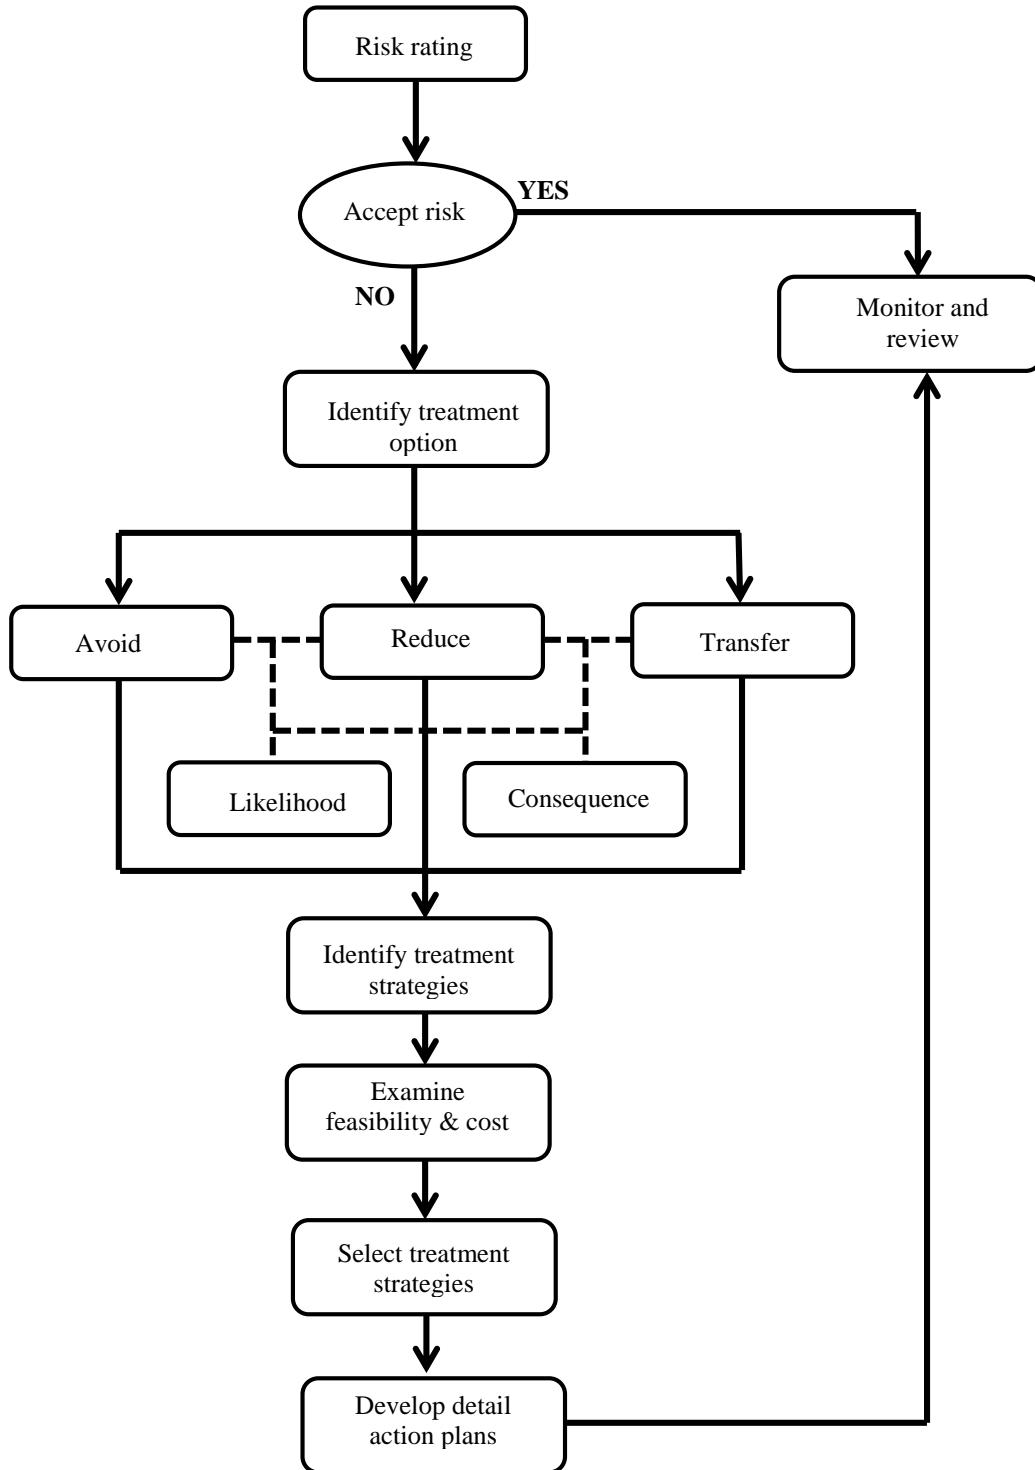 Risk rating
YES
Accept risk
NO
Monitor and
review
Identify treatment
option
Avoid
Reduce
Transfer
Likelihood
Consequence
Identify treatment
strategies
Examine
feasibility & cost
Select treatment
strategies
Develop detail
action plans